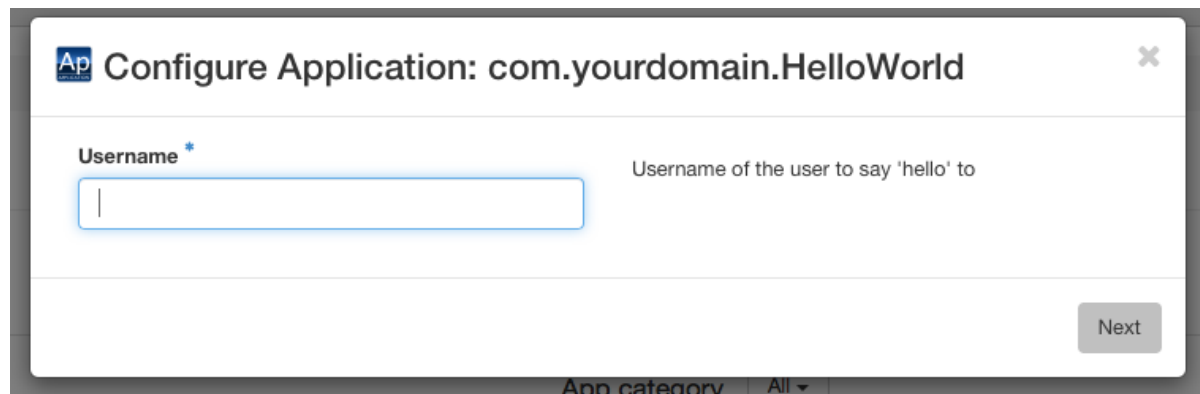 Ap
APPLICATION
Configure Application: com.yourdomain.HelloWorld
×
Username *
Username of the user to say 'hello' to
Next
App category
All